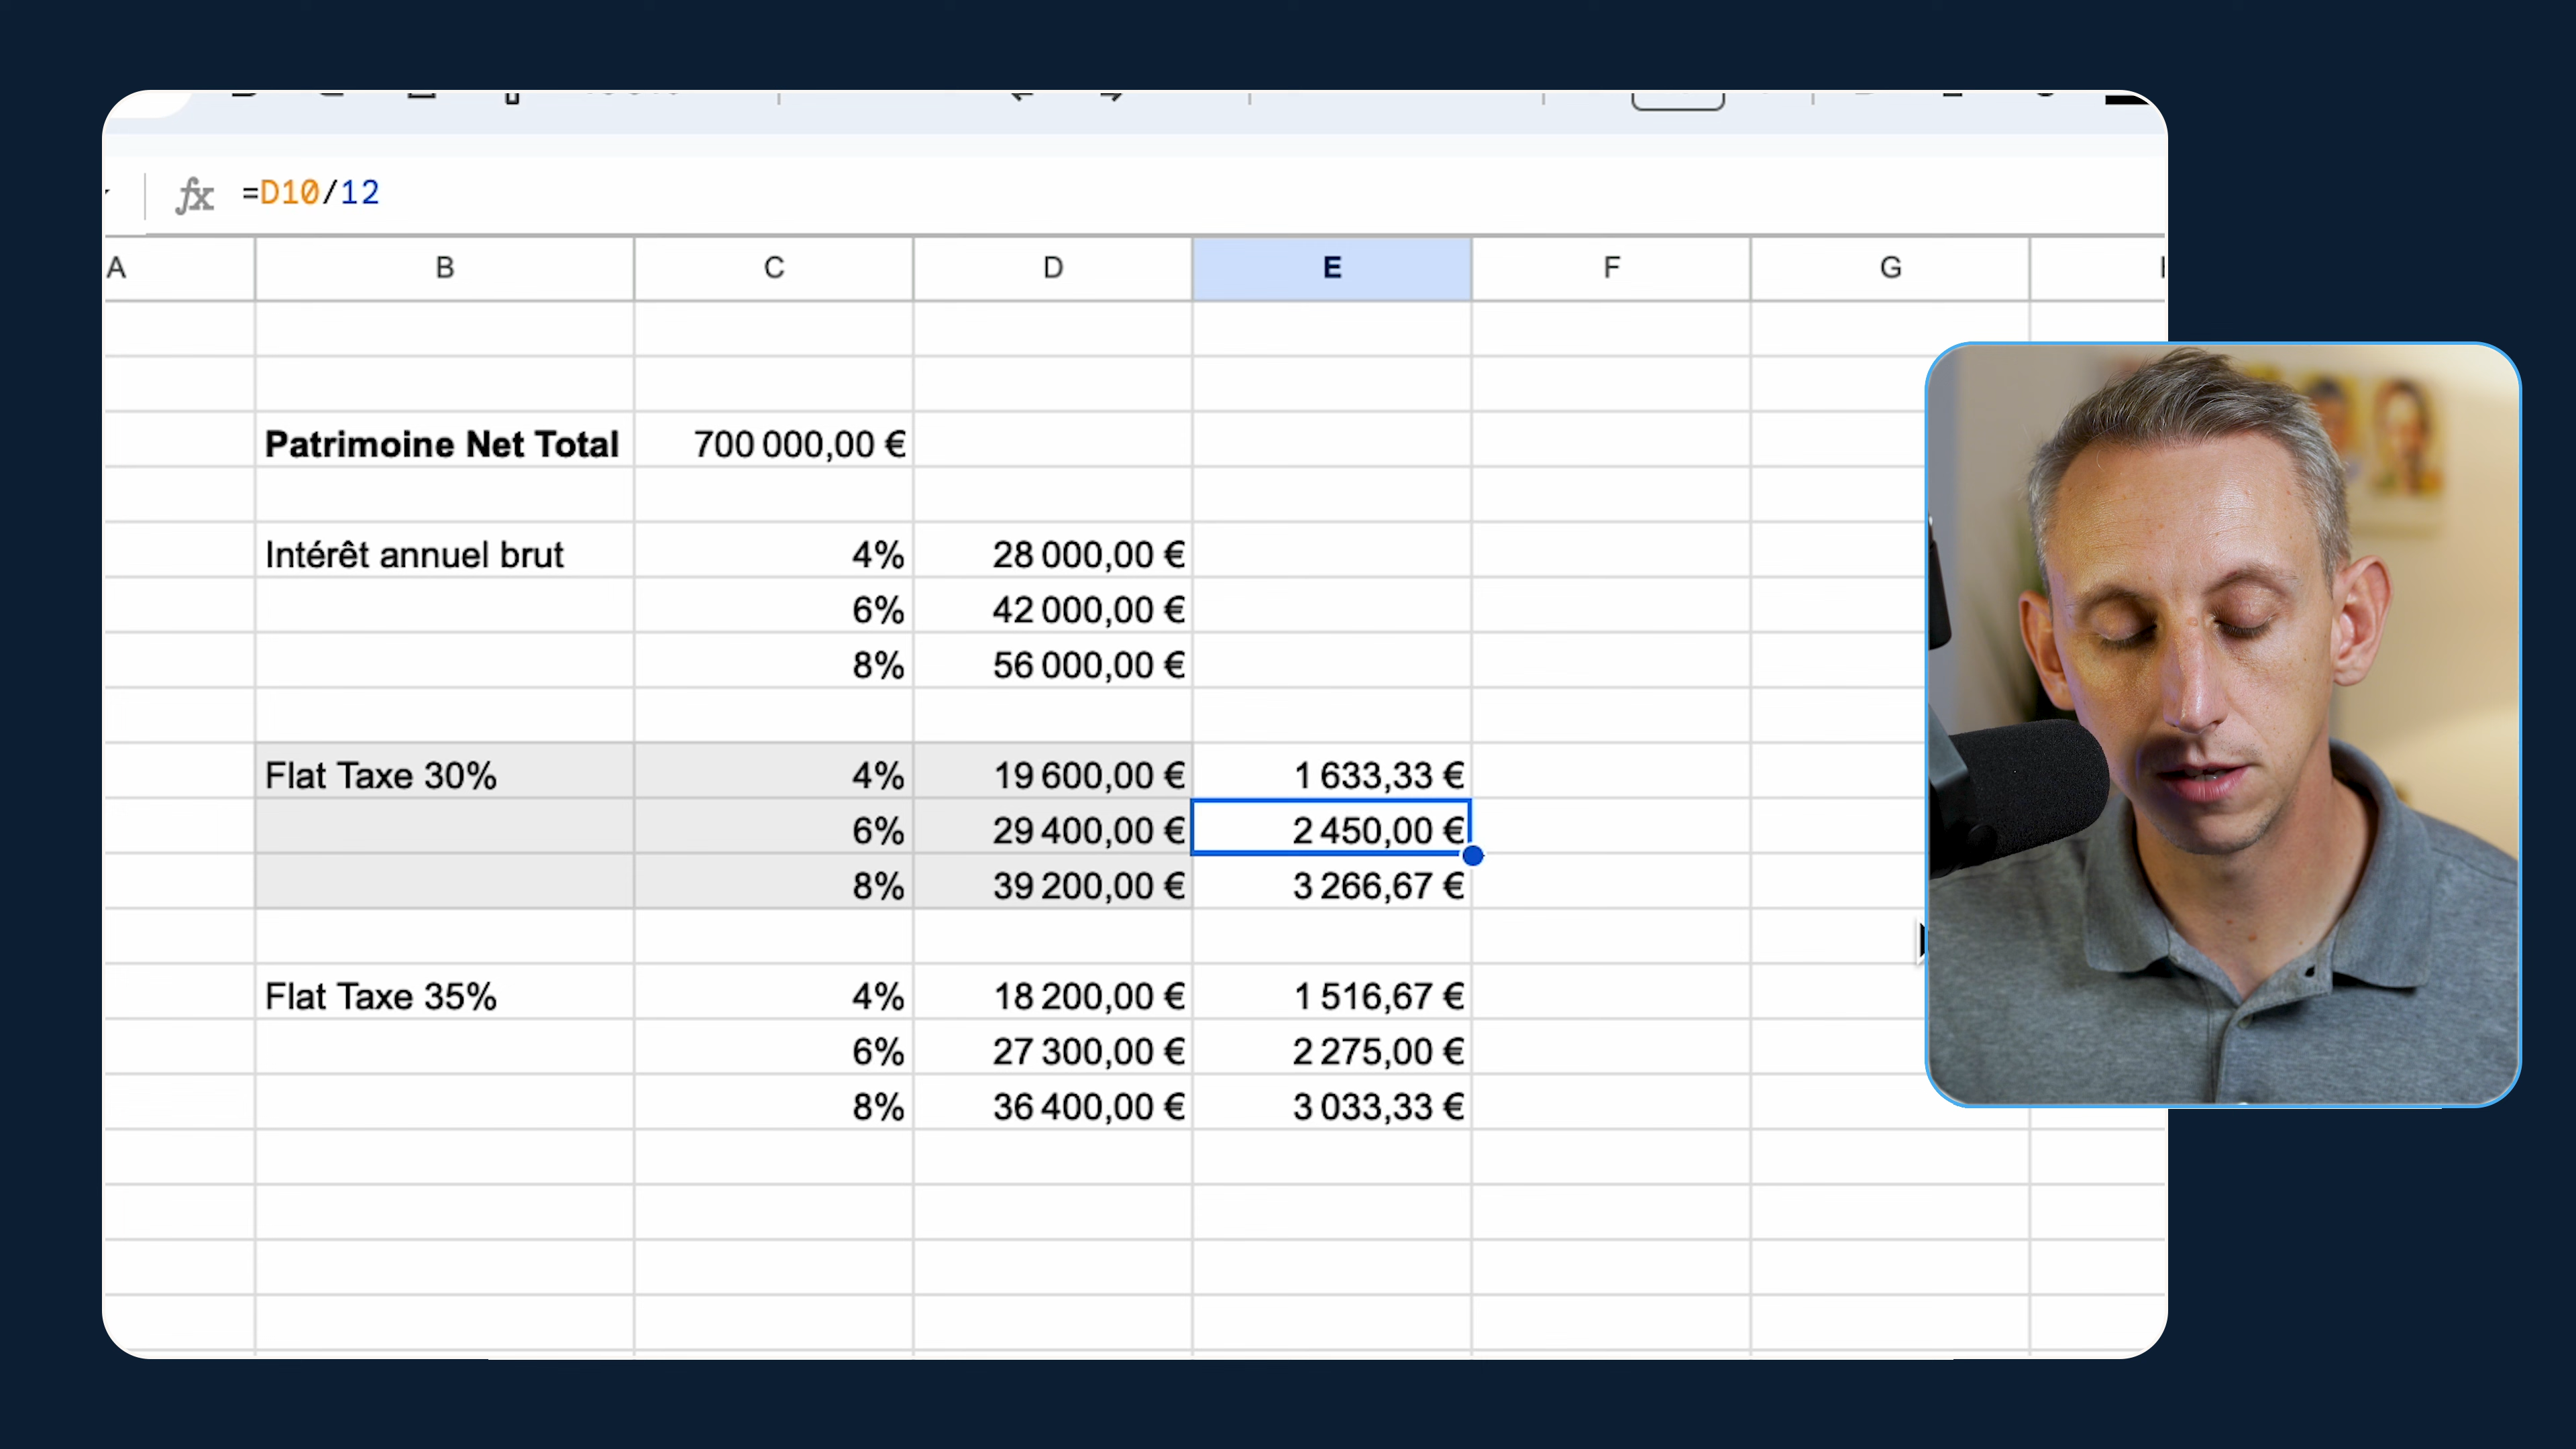 fx =D10/12
A B C D E F G
Patrimoine Net Total 700 000,00 €
Intérêt annuel brut 4% 28 000,00 €
6% 42 000,00 €
8% 56 000,00 €
Flat Taxe 30% 4% 19 600,00 € 1 633,33 €
6% 29 400,00 € 2 450,00 €
8% 39 200,00 € 3 266,67 €
Flat Taxe 35% 4% 18 200,00 € 1 516,67 €
6% 27 300,00 € 2 275,00 €
8% 36 400,00 € 3 033,33 €